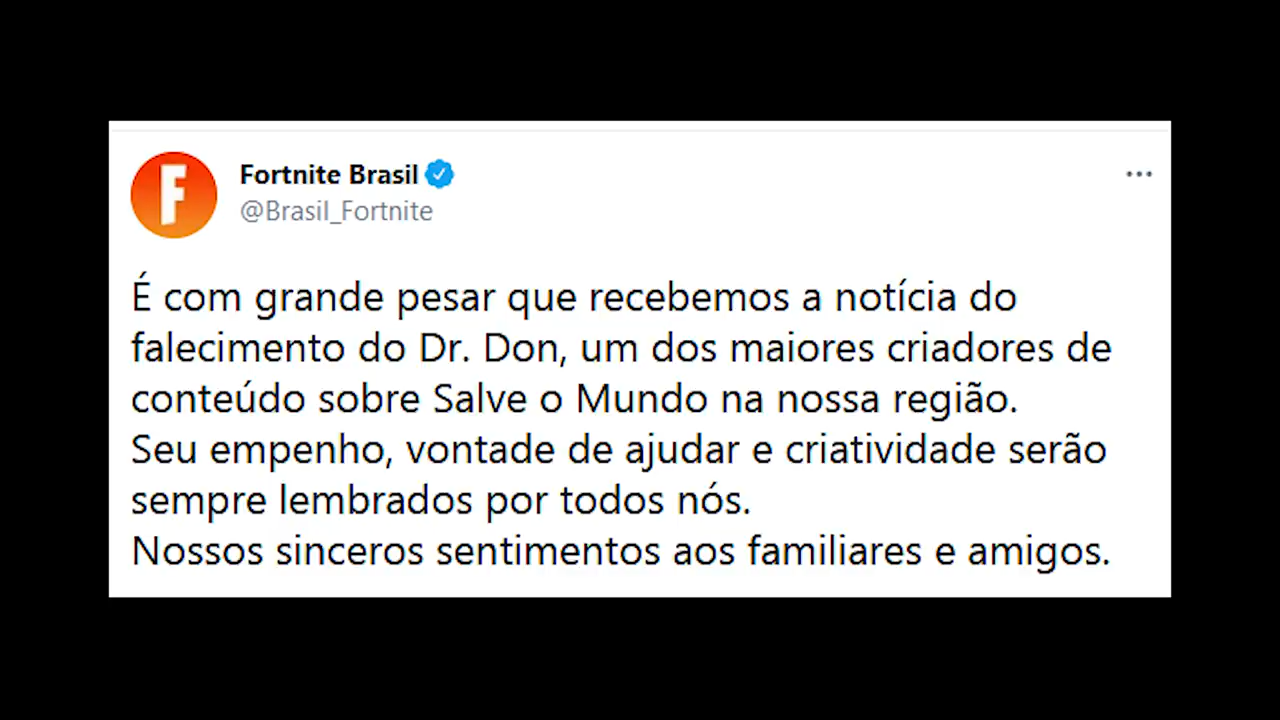 Fortnite Brasil
@Brasil_Fortnite
É com grande pesar que recebemos a notícia do
falecimento do Dr. Don, um dos maiores criadores de
conteúdo sobre Salve o Mundo na nossa região.
Seu empenho, vontade de ajudar e criatividade serão
sempre lembrados por todos nós.
Nossos sinceros sentimentos aos familiares e amigos.